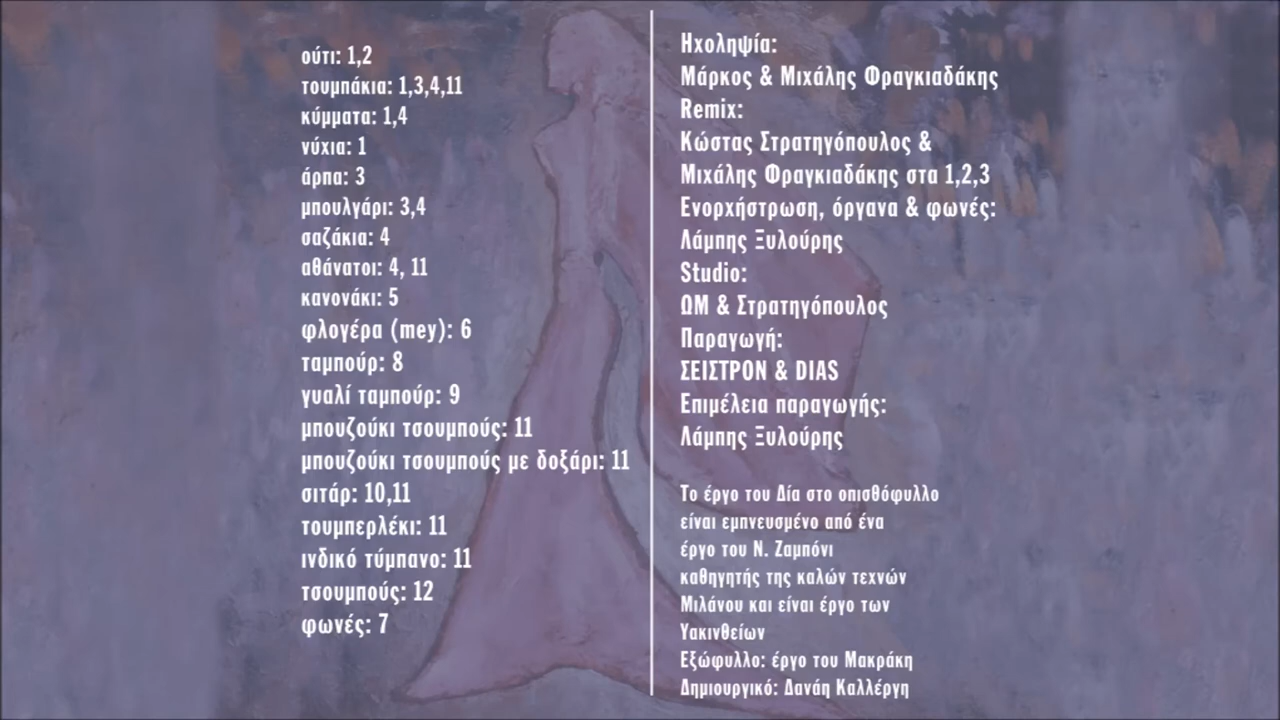 ούτι: 1,2
τουμπάκια: 1,3,4,11
κύμματα: 1,4
νύχια: 1
άρπα: 3
μπουλγάρι: 3,4
σαζάκια: 4
αθάνατοι: 4, 11
κανονάκι: 5
φλογέρα (mey): 6
ταμπούρ: 8
γυαλί ταμπούρ: 9
μπουζούκι τσουμπούς: 11
μπουζούκι τσουμπούς με δοξάρι: 11
σιτάρ: 10,11
τουμπερλέκι: 11
ινδικό τύμπανο: 11
τσουμπούς: 12
φωνές: 7
Ηχοληψία:
Μάρκος & Μιχάλης Φραγκιαδάκης
Remix:
Κώστας Στρατηγόπουλος &
Μιχάλης Φραγκιαδάκης στα 1,2,3
Ενορχήστρωση, όργανα & φωνές:
Λάμπης Ξυλούρης
Studio:
ΩΜ & Στρατηγόπουλος
Παραγωγή:
ΣΕΙΣΤΡΟΝ & DIAS
Επιμέλεια παραγωγής:
Λάμπης Ξυλούρης
Το έργο του Δία στο οπισθόφυλλο
είναι εμπνευσμένο από ένα
έργο του Ν. Ζαμπόνι
καθηγητής της καλών τεχνών
Μιλάνου και είναι έργο των
Υακινθείων
Εξώφυλλο: έργο του Μακράκη
Δημιουργικό: Δανάη Καλλέργη